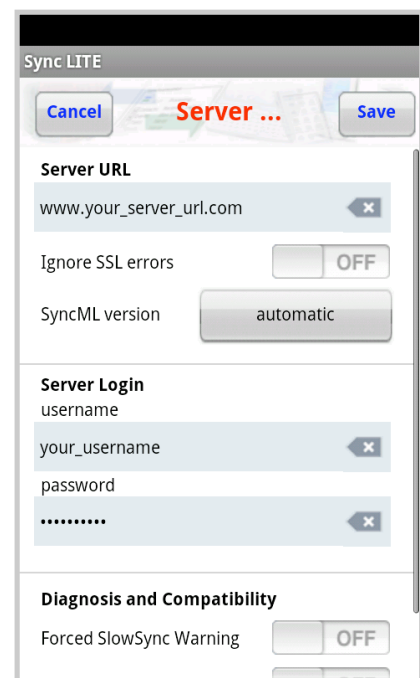 Sync LITE
Cancel Server ... Save
Server URL
www.your_server_url.com
Ignore SSL errors OFF
SyncML version automatic
Server Login
username
your_username
password
••••••••••
Diagnosis and Compatibility
Forced SlowSync Warning OFF